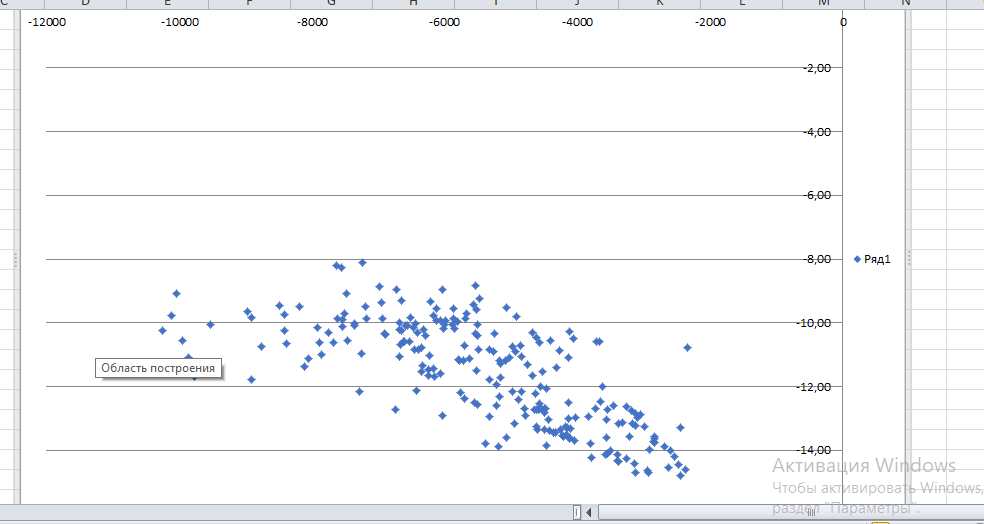 C D E F G H I J K L M N
-12000 -10000 -8000 -6000 -4000 -2000 0
-2,00
-4,00
-6,00
-8,00
Ряд1
-10,00
Область построения
-12,00
-14,00
Активация Windows
Чтобы активировать Windows,
раздел "Параметры".